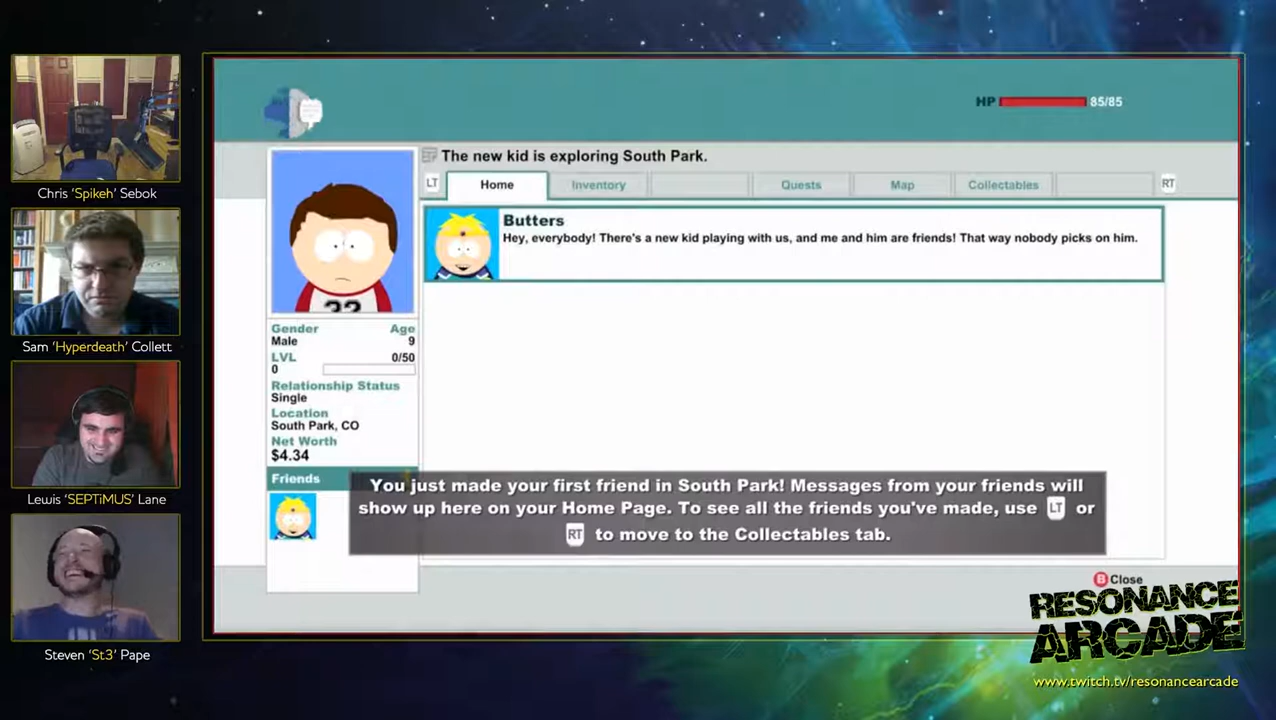 Chris 'Spikeh' Sebok
Sam 'Hyperdeath' Collett
Lewis 'SEPTiMUS' Lane
Steven 'St3' Pape
HP 85/85
The new kid is exploring South Park.
LT Home Inventory Quests Map Collectables RT
Butters
Hey, everybody! There's a new kid playing with us, and me and him are friends! That way nobody picks on him.
Gender Age
Male 9
LVL 0/50
0
Relationship Status
Single
Location
South Park, CO
Net Worth
$4.34
Friends
You just made your first friend in South Park! Messages from your friends will
show up here on your Home Page. To see all the friends you've made, use LT or
RT to move to the Collectables tab.
B Close
RESONANCE
ARCADE
www.twitch.tv/resonancearcade